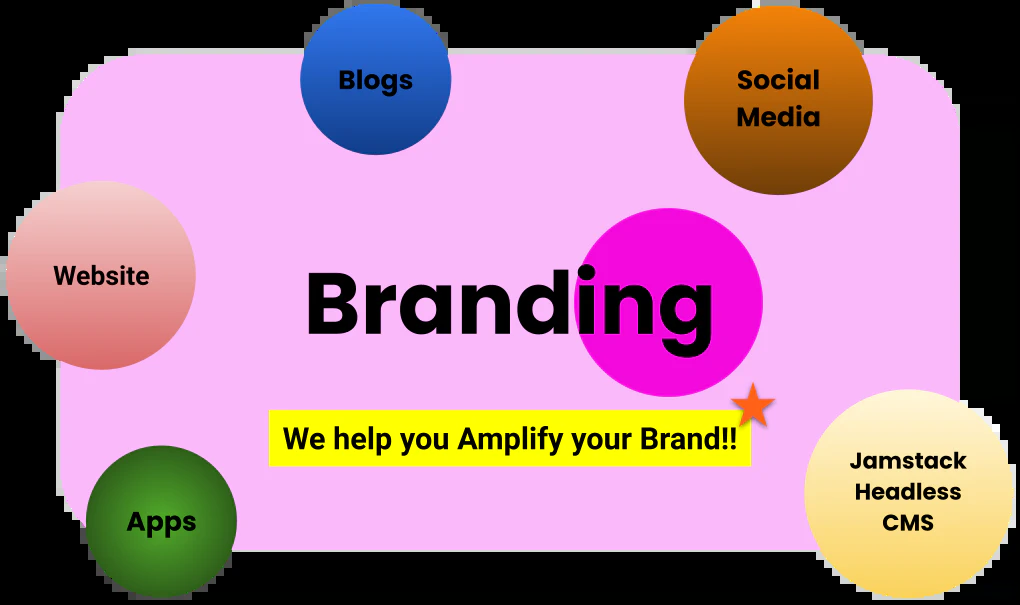 Blogs
Social
Media
Website
Branding
We help you Amplify your Brand!!
Jamstack
Headless
CMS
Apps